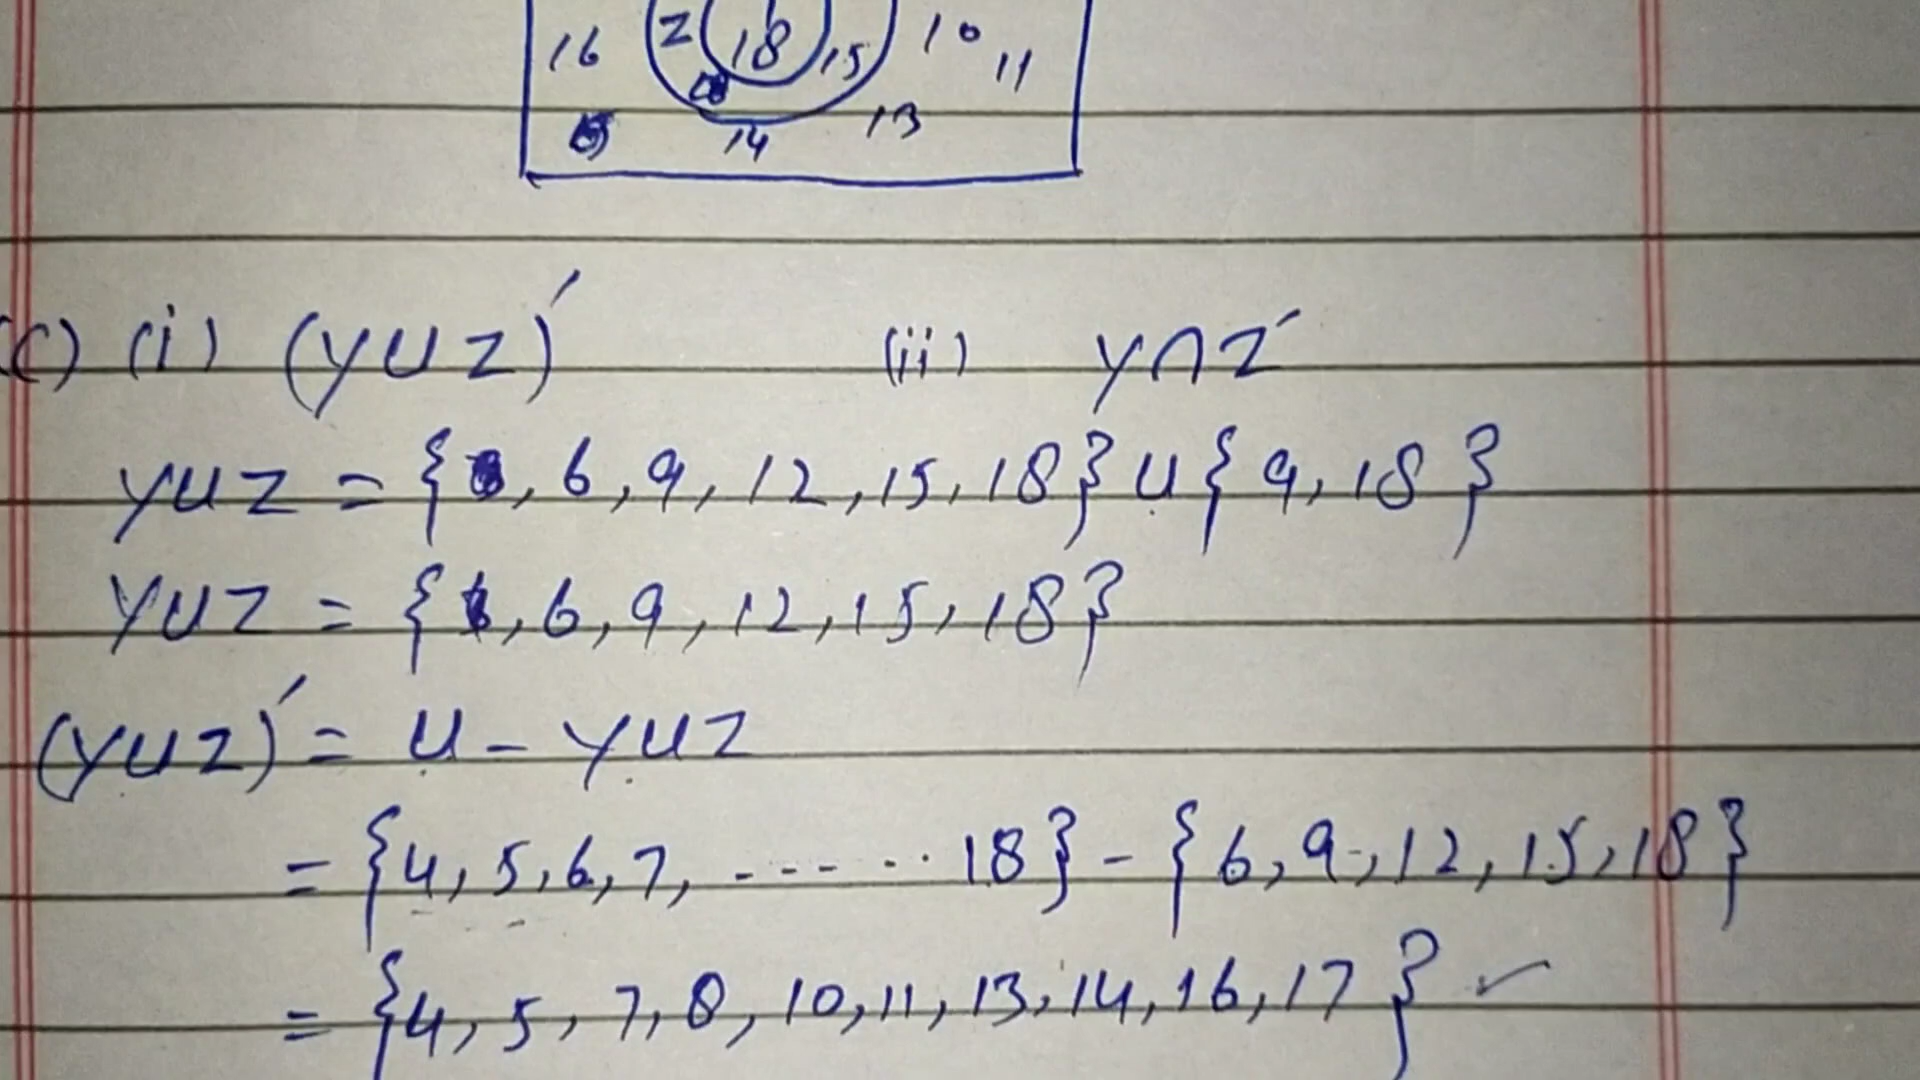 16 Z 18 15 10
11
14 13
(C) (i) (YUZ)′ (ii) Y∩Z′
YUZ = { , 6, 9, 12, 15, 18} U {9, 18}
YUZ = { , 6, 9, 12, 15, 18}
(YUZ)′ = U - YUZ
= {4, 5, 6, 7, ------ 18} - {6, 9, 12, 15, 18}
= {4, 5, 7, 8, 10, 11, 13, 14, 16, 17} ✓